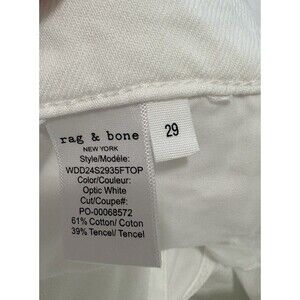 rag & bone
NEW YORK
Style/Modèle:
WDD24S2935FTOP
Color/Couleur:
Optic White
Cut/Coupe#:
PO-00068572
61% Cotton/ Coton
39% Tencel/ Tencel
29